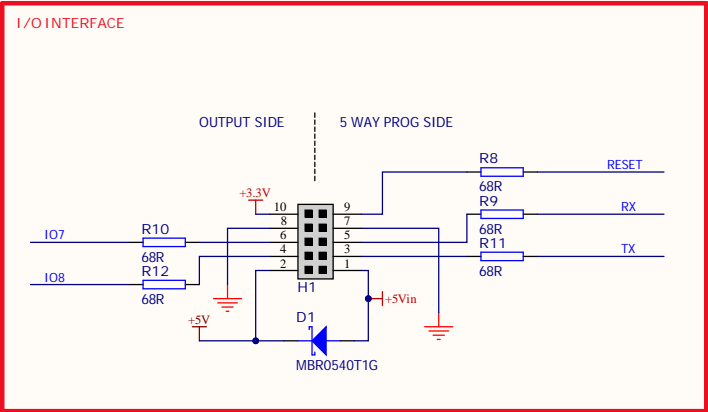 I/O INTERFACE
OUTPUT SIDE
5 WAY PROG SIDE
R8
RESET
68R
+3.3V
10
9
R9
RX
8
7
IO7
R10
6
5
68R
68R
4
3
R11
TX
IO8
R12
2
1
68R
68R
H1
+5Vin
+5V
D1
MBR0540T1G